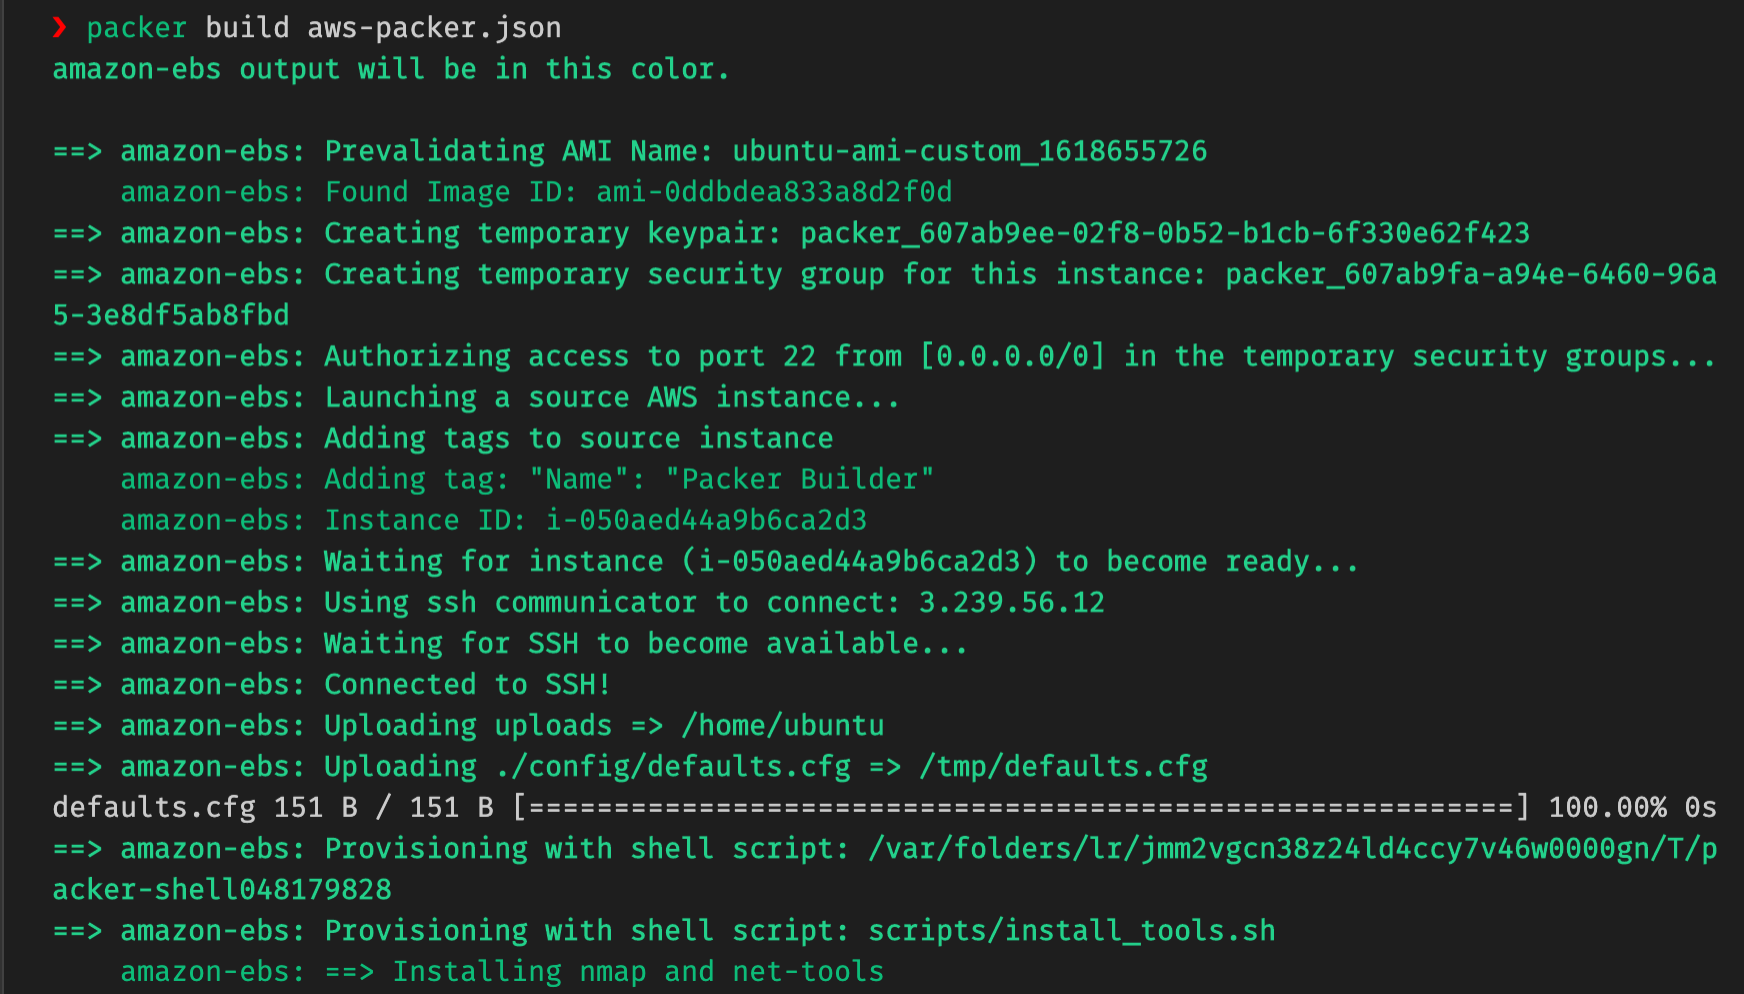 ❯ packer build aws-packer.json
amazon-ebs output will be in this color.
==> amazon-ebs: Prevalidating AMI Name: ubuntu-ami-custom_1618655726
amazon-ebs: Found Image ID: ami-0ddbdea833a8d2f0d
==> amazon-ebs: Creating temporary keypair: packer_607ab9ee-02f8-0b52-b1cb-6f330e62f423
==> amazon-ebs: Creating temporary security group for this instance: packer_607ab9fa-a94e-6460-96a
5-3e8df5ab8fbd
==> amazon-ebs: Authorizing access to port 22 from [0.0.0.0/0] in the temporary security groups...
==> amazon-ebs: Launching a source AWS instance...
==> amazon-ebs: Adding tags to source instance
amazon-ebs: Adding tag: "Name": "Packer Builder"
amazon-ebs: Instance ID: i-050aed44a9b6ca2d3
==> amazon-ebs: Waiting for instance (i-050aed44a9b6ca2d3) to become ready...
==> amazon-ebs: Using ssh communicator to connect: 3.239.56.12
==> amazon-ebs: Waiting for SSH to become available...
==> amazon-ebs: Connected to SSH!
==> amazon-ebs: Uploading uploads => /home/ubuntu
==> amazon-ebs: Uploading ./config/defaults.cfg => /tmp/defaults.cfg
defaults.cfg 151 B / 151 B [==========================================================] 100.00% 0s
==> amazon-ebs: Provisioning with shell script: /var/folders/lr/jmm2vgcn38z24ld4ccy7v46w0000gn/T/p
acker-shell048179828
==> amazon-ebs: Provisioning with shell script: scripts/install_tools.sh
amazon-ebs: ==> Installing nmap and net-tools